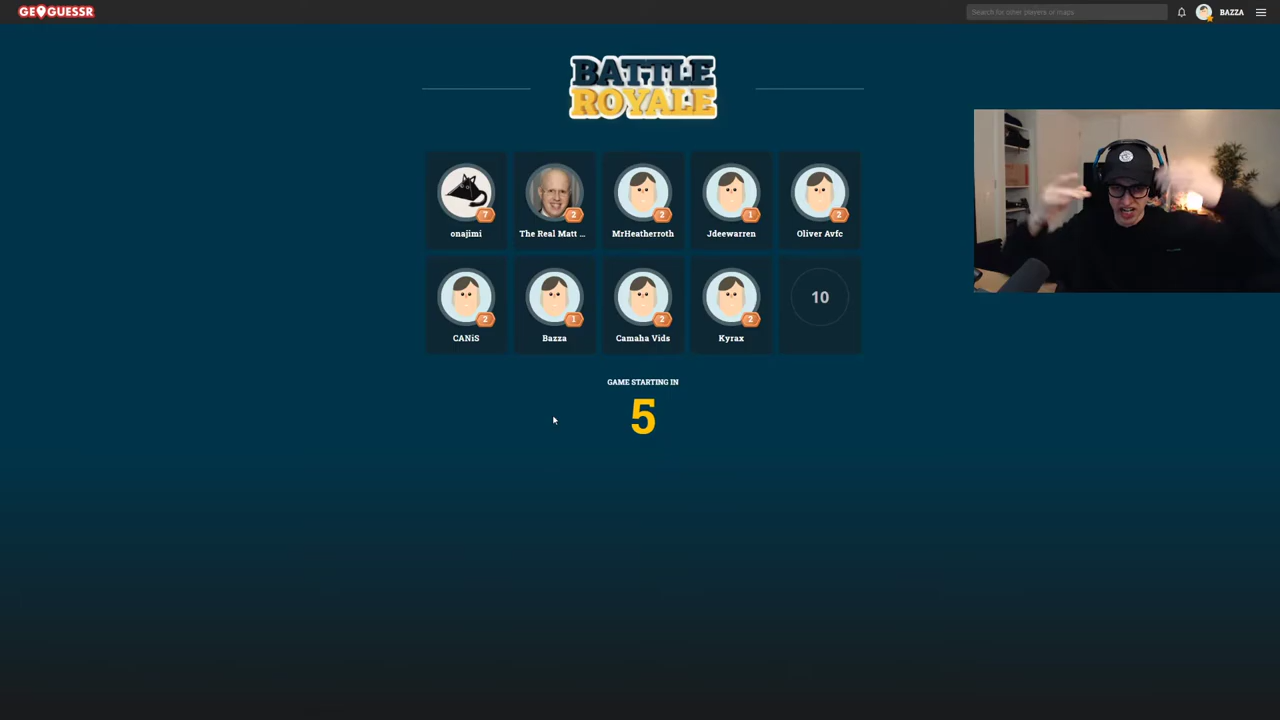 GEOGUESSR
Search for other players or maps
BAZZA
BATTLE
ROYALE
7
2
2
1
2
onajimi
The Real Matt ...
MrHeatherroth
Jdeewarren
Oliver Avfc
2
1
2
2
10
CANiS
Bazza
Camaha Vids
Kyrax
GAME STARTING IN
5